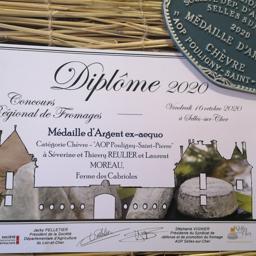 SELLES S
2020
MÉDAILLE D'AR
CHÈVRE
"AOP POULIGNY-SAINT-P
Diplôme 2020
Concours
Régional de Fromages
Vendredi 16 octobre 2020
à Selles-sur-Cher
Médaille d'Argent ex-aequo
Catégorie Chèvre - "AOP Pouligny-Saint-Pierre"
à Séverine et Thierry REULIER et Laurent
MOREAU,
Ferme des Cabrioles
Jacky PELLETIER
Président de la Société
Départementale d'Agriculture
du Loir-et-Cher
Stéphane VIGNIER
Président du Syndicat de
défense et de promotion du fromage
AOP Selles-sur-Cher